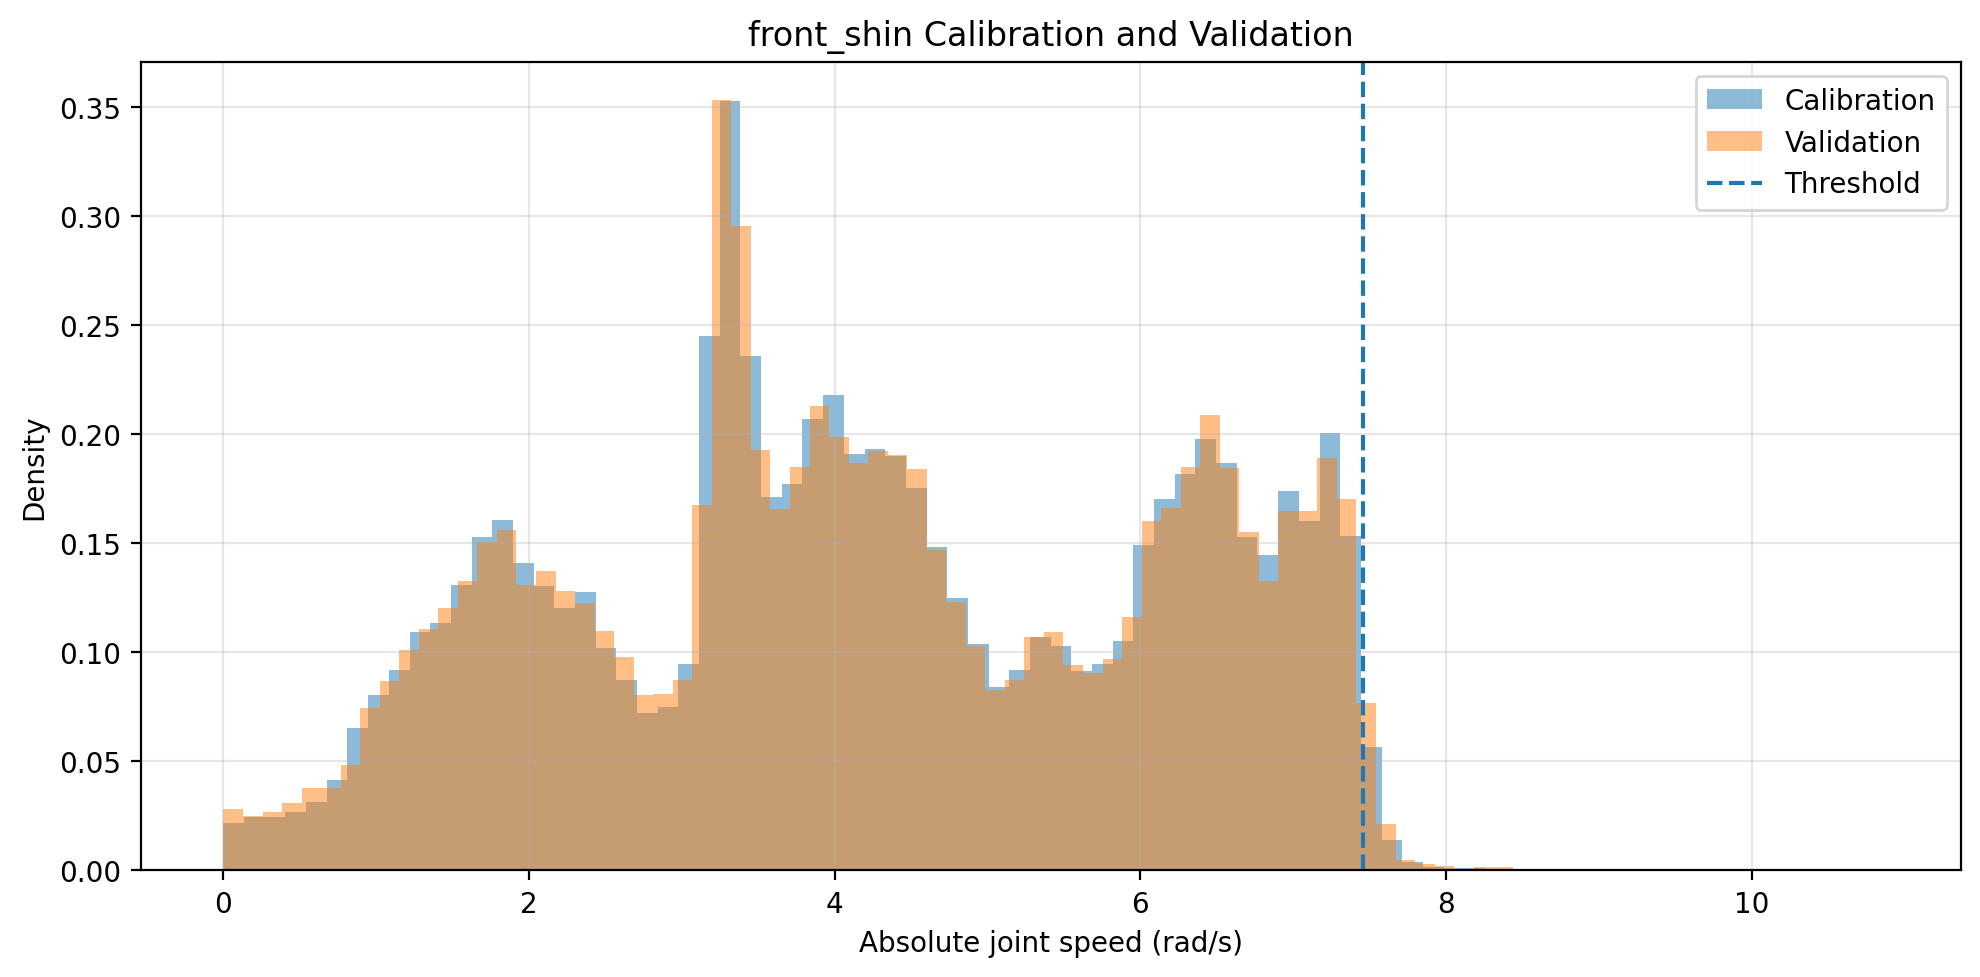 front_shin Calibration and Validation
Calibration
Validation
Threshold
Density
0.35
0.30
0.25
0.20
0.15
0.10
0.05
0.00
0 2 4 6 8 10
Absolute joint speed (rad/s)